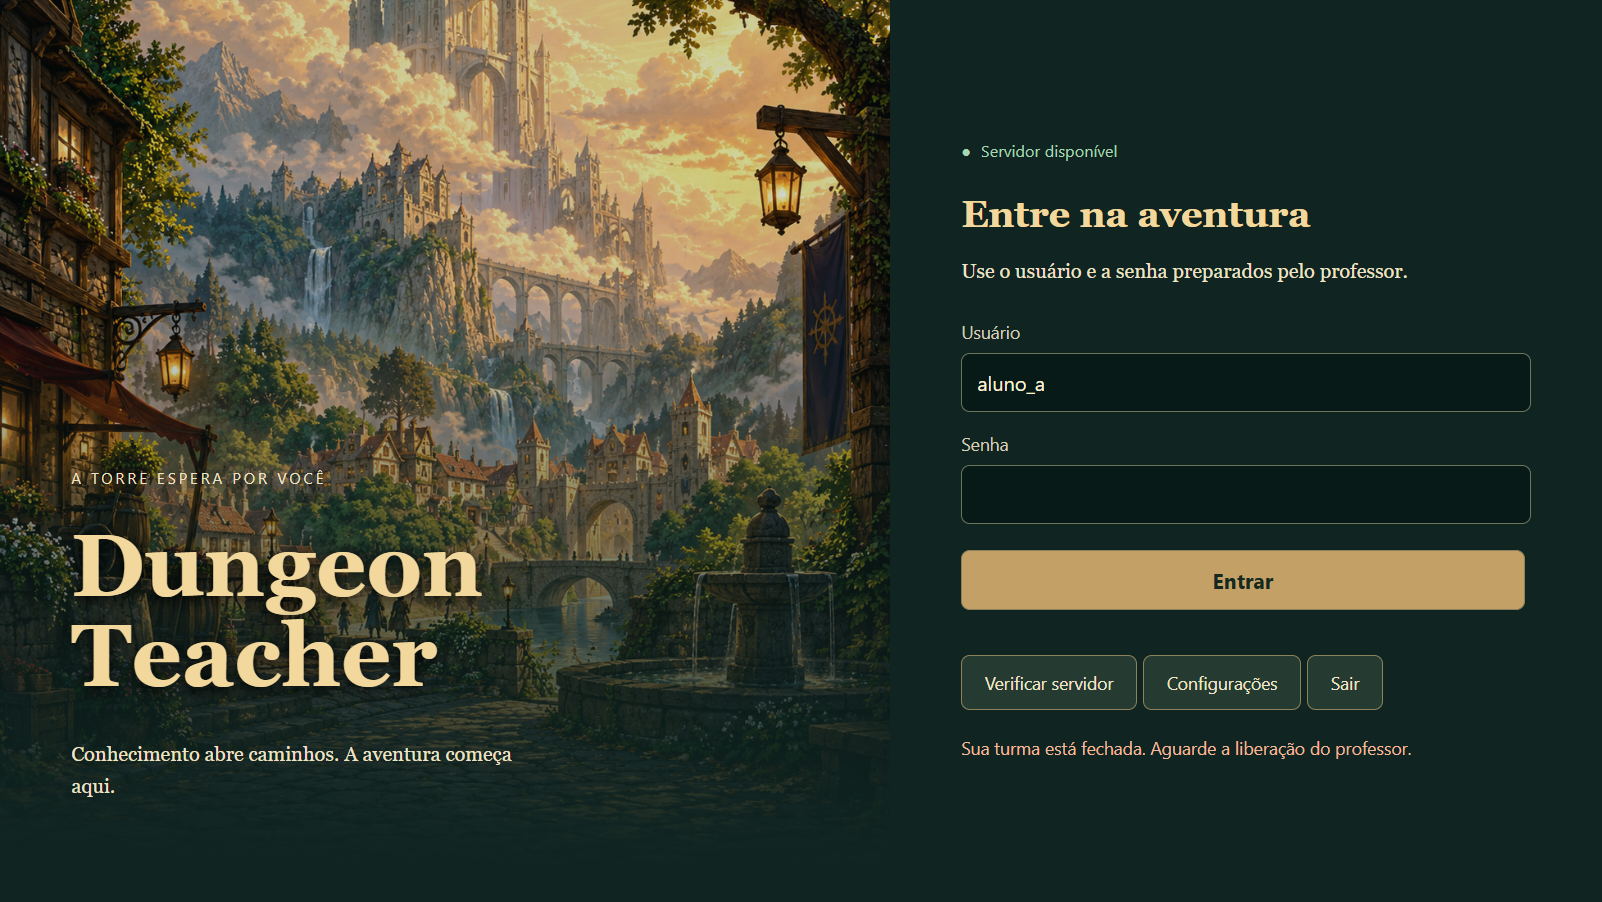 A TORRE ESPERA POR VOCÊ
Dungeon
Teacher
Conhecimento abre caminhos. A aventura começa
aqui.
● Servidor disponível
Entre na aventura
Use o usuário e a senha preparados pelo professor.
Usuário
aluno_a
Senha
Entrar
Verificar servidor
Configurações
Sair
Sua turma está fechada. Aguarde a liberação do professor.